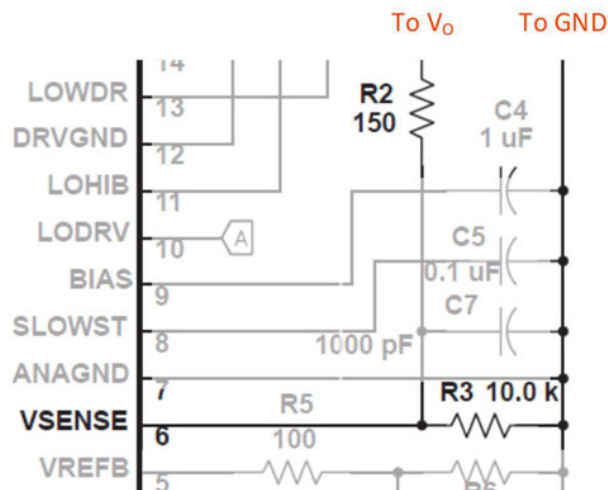 To VO
To GND
14
LOWDR
13
R2
150
C4
1 uF
DRVGND
12
LOHIB
11
LODRV
10
A
C5
0.1 uF
BIAS
9
C7
SLOWST
8
1000 pF
ANAGND
7
R3 10.0 k
VSENSE
6
R5
100
VREFB
5
R6